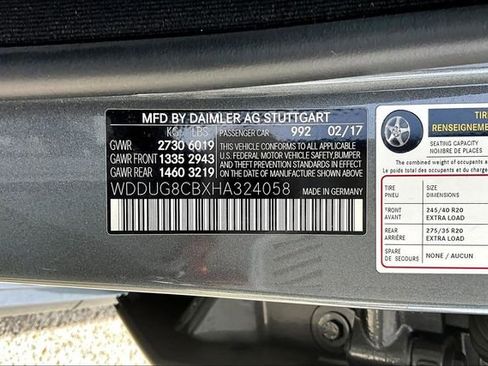 MFD BY DAIMLER AG STUTTGART
KG LBS PASSENGER CAR 992 02/17
GVWR 2730 6019
GAWR FRONT 1335 2943
GAWR REAR 1460 3219
THIS VEHICLE CONFORMS TO ALL APPLICABLE
U.S. FEDERAL MOTOR VEHICLE SAFETY, BUMPER,
AND THEFT PREVENTION STANDARDS IN EFFECT
ON THE DATE OF MANUFACTURE SHOWN ABOVE.
WDDUG8CBXHA324058
MADE IN GERMANY
TIRE
RENSEIGNEMEN
SEATING CAPACITY
NOMBRE DE PLACES
The combined weight of occupants a
Le poids total des occupants et du
TIRE
PNEU
SIZE
DIMENSIONS
FRONT
AVANT
245/40 R20
EXTRA LOAD
REAR
ARRIÈRE
275/35 R20
EXTRA LOAD
SPARE
DE SECOURS
NONE / AUCUN